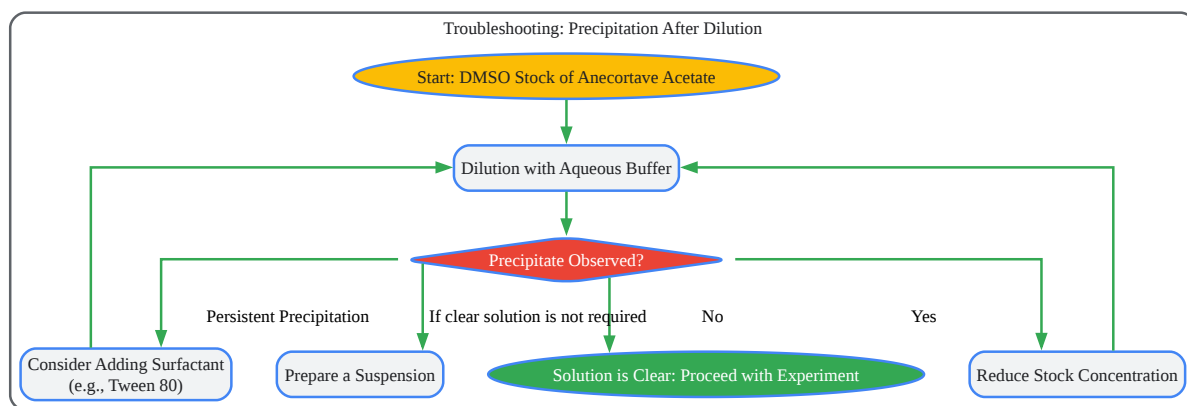 Troubleshooting: Precipitation After Dilution
Start: DMSO Stock of Anecortave Acetate
Dilution with Aqueous Buffer
Precipitate Observed?
Persistent Precipitation
If clear solution is not required
No
Yes
Consider Adding Surfactant
(e.g., Tween 80)
Prepare a Suspension
Solution is Clear: Proceed with Experiment
Reduce Stock Concentration